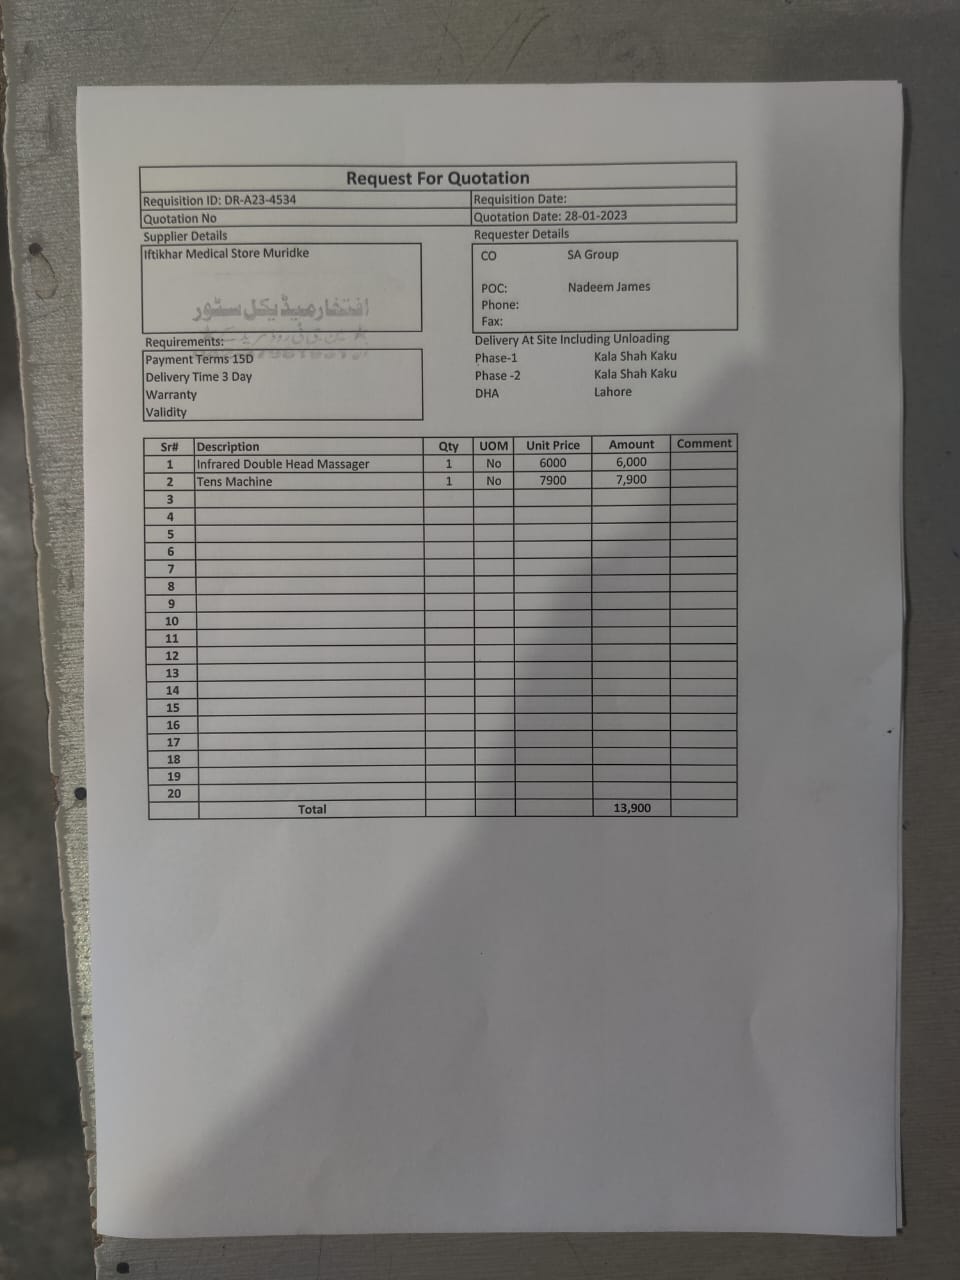 Request For Quotation
Requisition ID: DR-A23-4534 Requisition Date:
Quotation No Quotation Date: 28-01-2023
Supplier Details Requester Details
Iftikhar Medical Store Muridke
CO SA Group
POC: Nadeem James
Phone:
Fax:
افتخار میڈیکل سٹور
Requirements:
Payment Terms 15D
Delivery Time 3 Day
Warranty
Validity
Delivery At Site Including Unloading
Phase-1 Kala Shah Kaku
Phase -2 Kala Shah Kaku
DHA Lahore
Sr# Description Qty UOM Unit Price Amount Comment
1 Infrared Double Head Massager 1 No 6000 6,000
2 Tens Machine 1 No 7900 7,900
3
4
5
6
7
8
9
10
11
12
13
14
15
16
17
18
19
20
Total 13,900